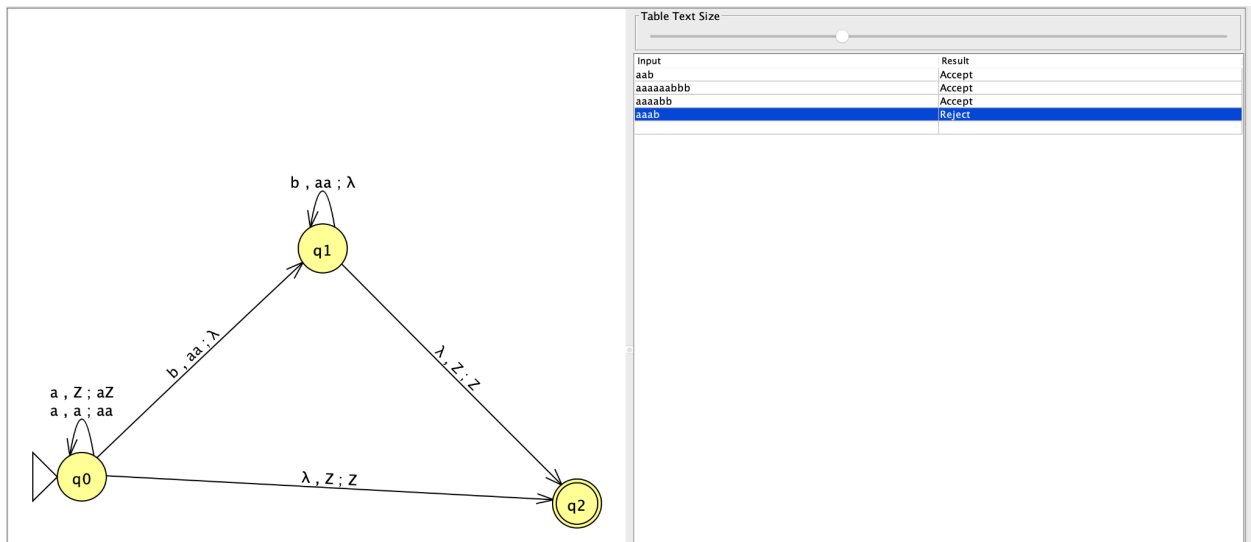 Table Text Size
Input Result
aab Accept
aaaaaabbb Accept
aaaabb Accept
aaab Reject
b , aa ; λ
q1
b , aa ; λ
λ , Z ; Z
a , Z ; aZ
a , a ; aa
q0
λ , Z ; Z
q2